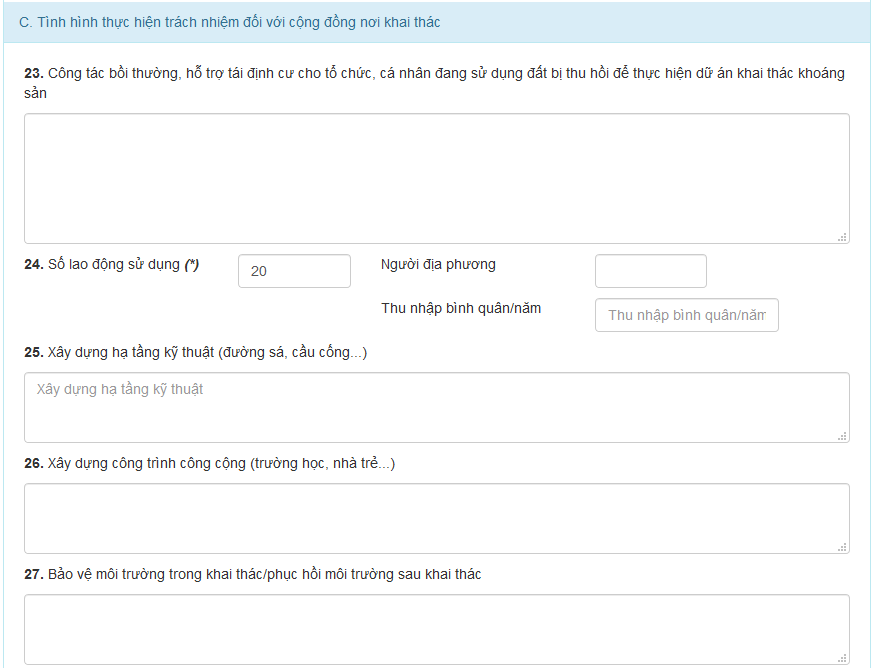 C. Tình hình thực hiện trách nhiệm đối với cộng đồng nơi khai thác
23. Công tác bồi thường, hỗ trợ tái định cư cho tổ chức, cá nhân đang sử dụng đất bị thu hồi để thực hiện dữ án khai thác khoáng
sản
24. Số lao động sử dụng (*) 20 Người địa phương
Thu nhập bình quân/năm Thu nhập bình quân/năm
25. Xây dựng hạ tầng kỹ thuật (đường sá, cầu cống...)
Xây dựng hạ tầng kỹ thuật
26. Xây dựng công trình công cộng (trường học, nhà trẻ...)
27. Bảo vệ môi trường trong khai thác/phục hồi môi trường sau khai thác